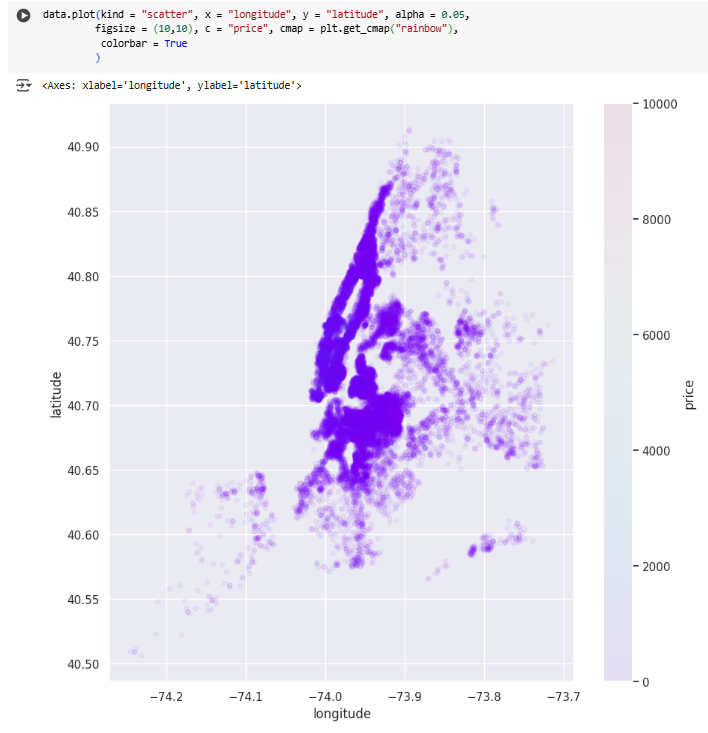 data.plot(kind = "scatter", x = "longitude", y = "latitude", alpha = 0.05,
figsize = (10,10), c = "price", cmap = plt.get_cmap("rainbow"),
colorbar = True
)
<Axes: xlabel='longitude', ylabel='latitude'>
40.90
40.85
40.80
40.75
40.70
40.65
40.60
40.55
40.50
latitude
−74.2 −74.1 −74.0 −73.9 −73.8 −73.7
longitude
10000
8000
6000
4000
2000
0
price